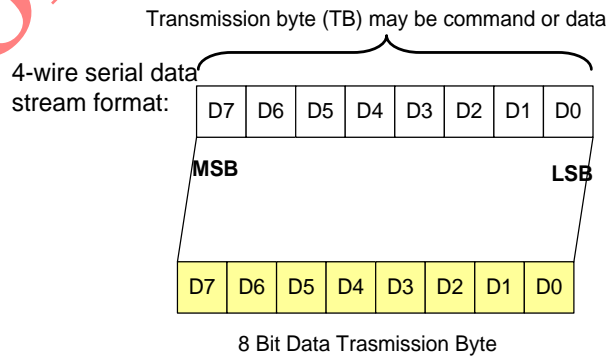 Transmission byte (TB) may be command or data
4-wire serial data
stream format:
D7 D6 D5 D4 D3 D2 D1 D0
MSB LSB
D7 D6 D5 D4 D3 D2 D1 D0
8 Bit Data Trasmission Byte